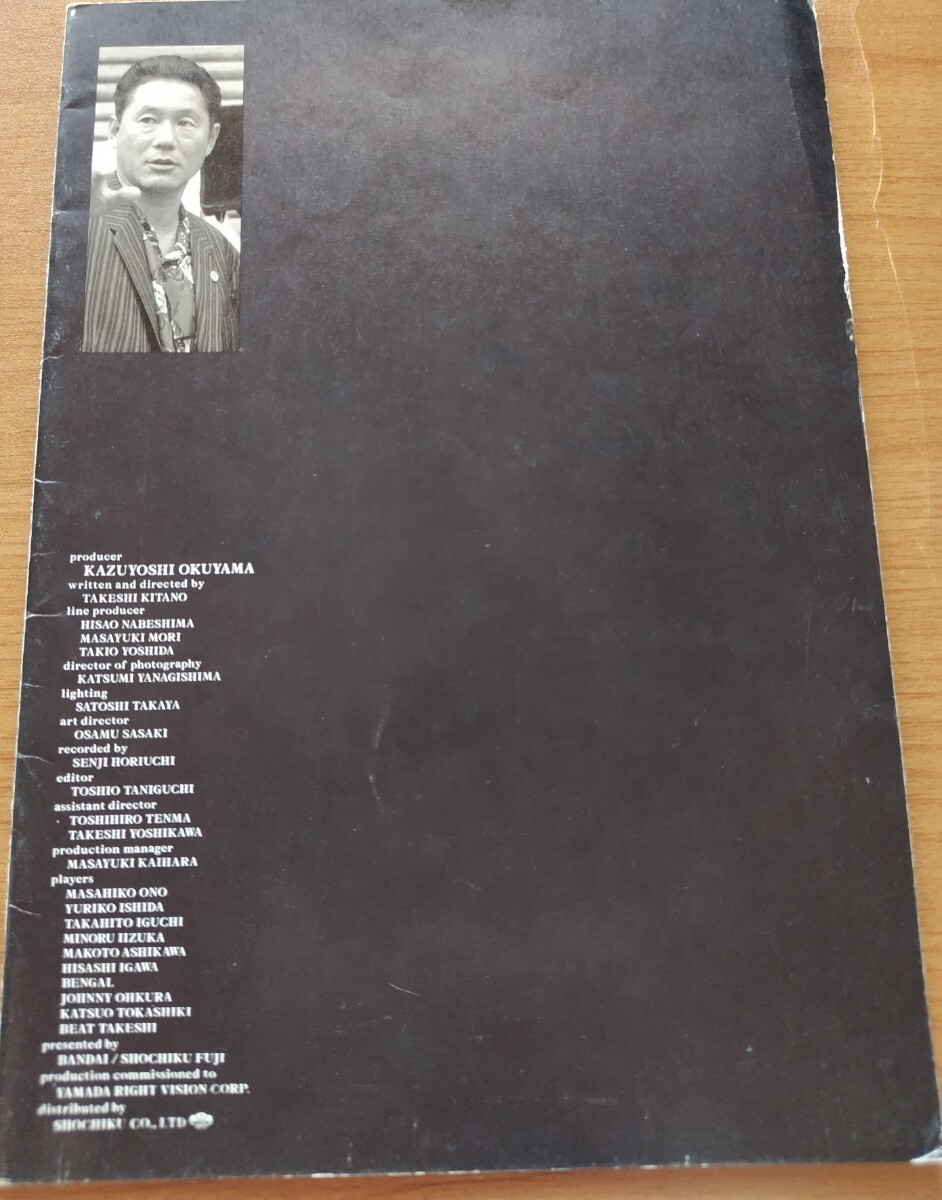 producer
KAZUYOSHI OKUYAMA
written and directed by
TAKESHI KITANO
line producer
HISAO NABESHIMA
MASAYUKI MORI
TAKIO YOSHIDA
director of photography
KATSUMI YANAGISHIMA
lighting
SATOSHI TAKAYA
art director
OSAMU SASAKI
recorded by
SENJI HORIUCHI
editor
TOSHIO TANIGUCHI
assistant director
TOSHIHIRO TENMA
TAKESHI YOSHIKAWA
production manager
MASAYUKI KAIHARA
players
MASAHIKO ONO
YURIKO ISHIDA
TAKAHITO IGUCHI
MINORU IIZUKA
MAKOTO ASHIKAWA
HISASHI IGAWA
BENGAL
JOHNNY OHKURA
KATSUO TOKASHIKI
BEAT TAKESHI
presented by
BANDAI / SHOCHIKU FUJI
production commissioned to
YAMADA RIGHT VISION CORP.
distributed by
SHOCHIKU CO., LTD